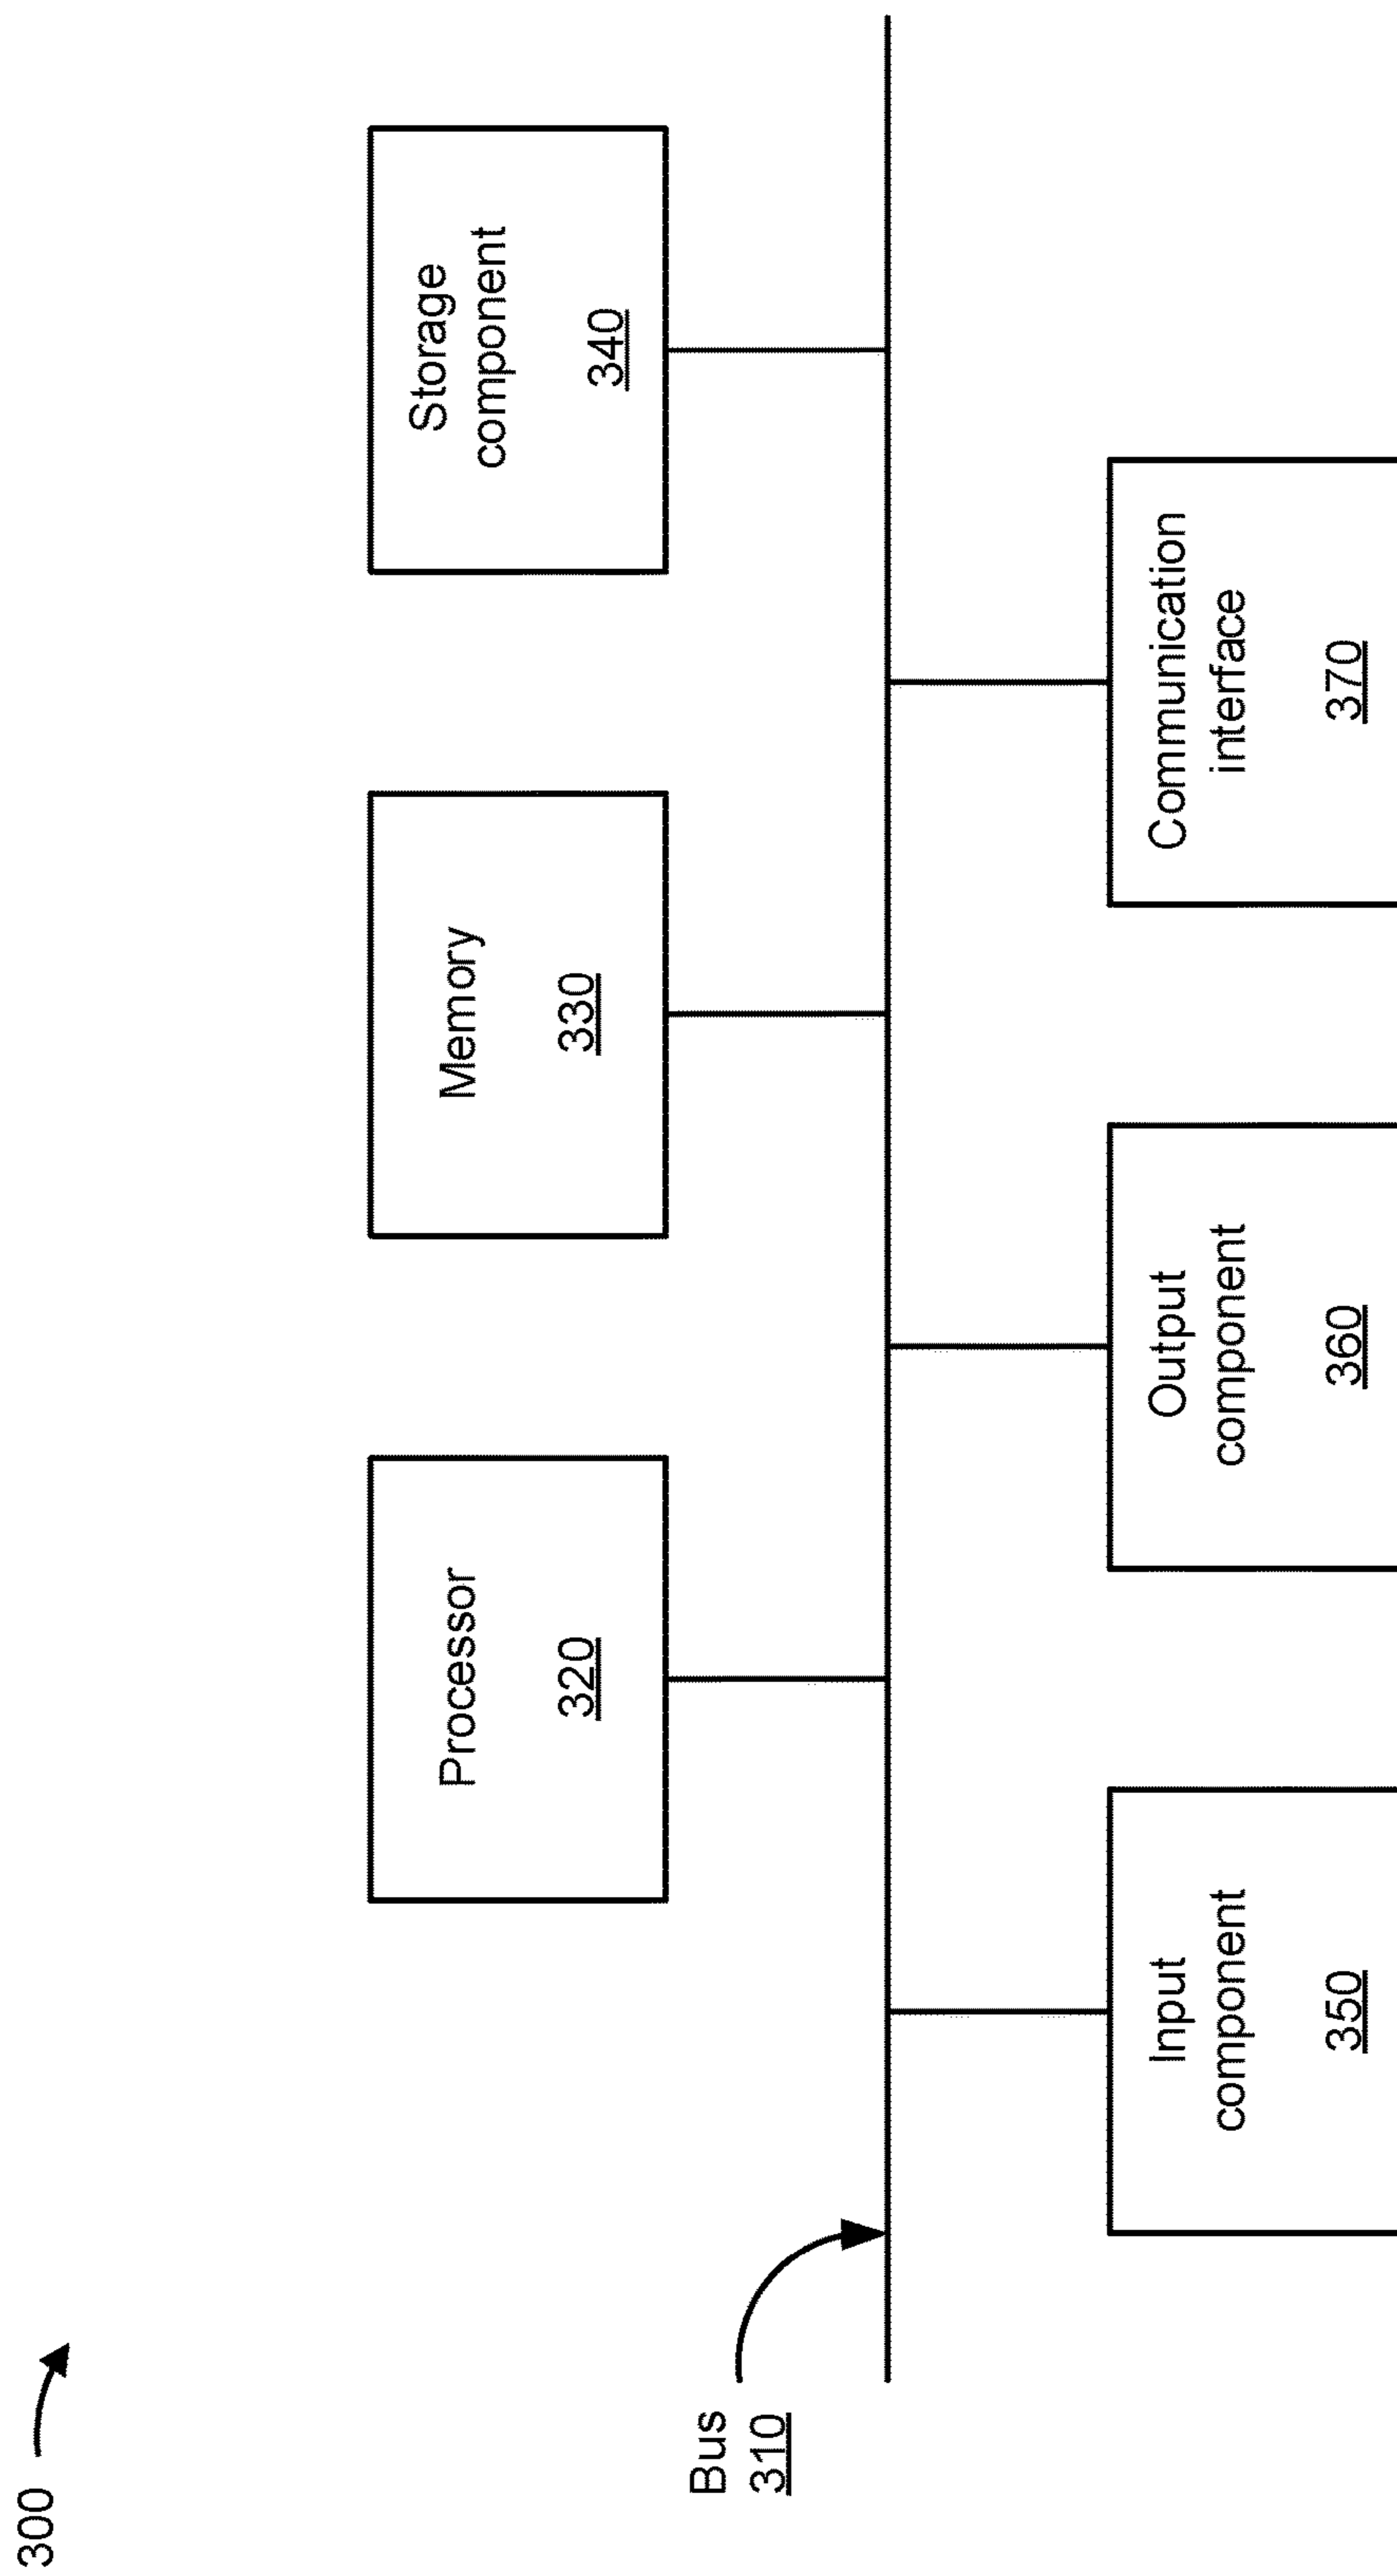 300
Bus
310
Processor
320
Memory
330
Storage
component
340
Input
component
350
Output
component
360
Communication
interface
370